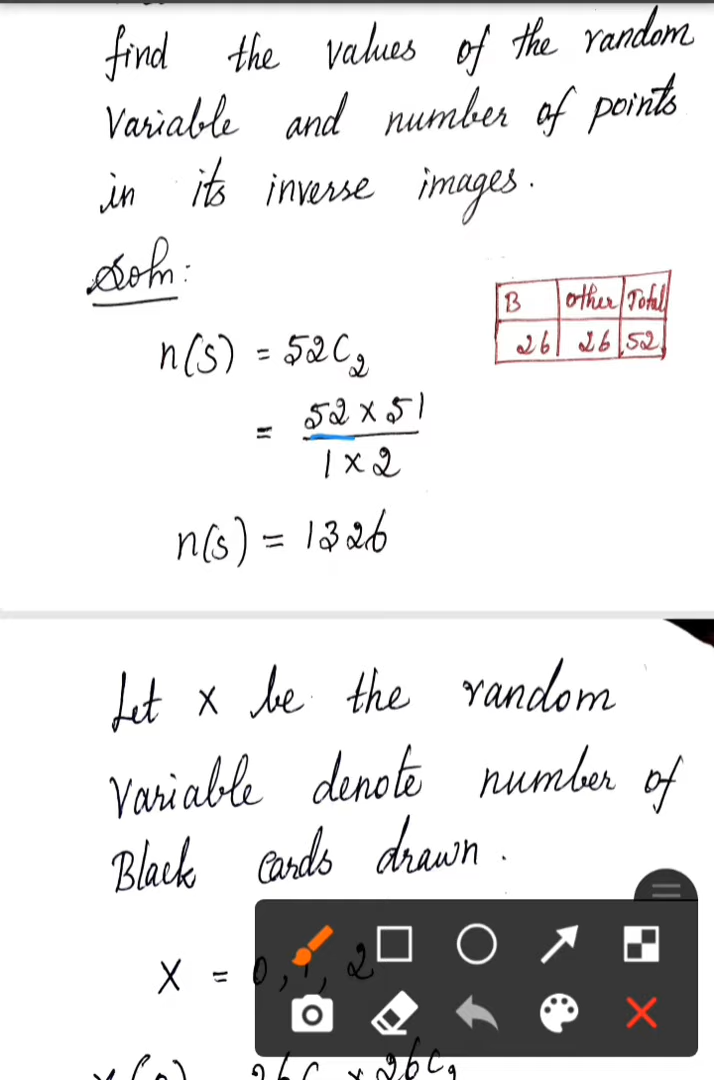 find the values of the random
Variable and number of points
in its inverse images.
Soln:
B other Total
26 26 52
n(S) = 52C₂
= 52 × 51
1 × 2
n(s) = 1326
Let x be the random
Variable denote number of
Black Cards drawn.
X = 0, 1, 2